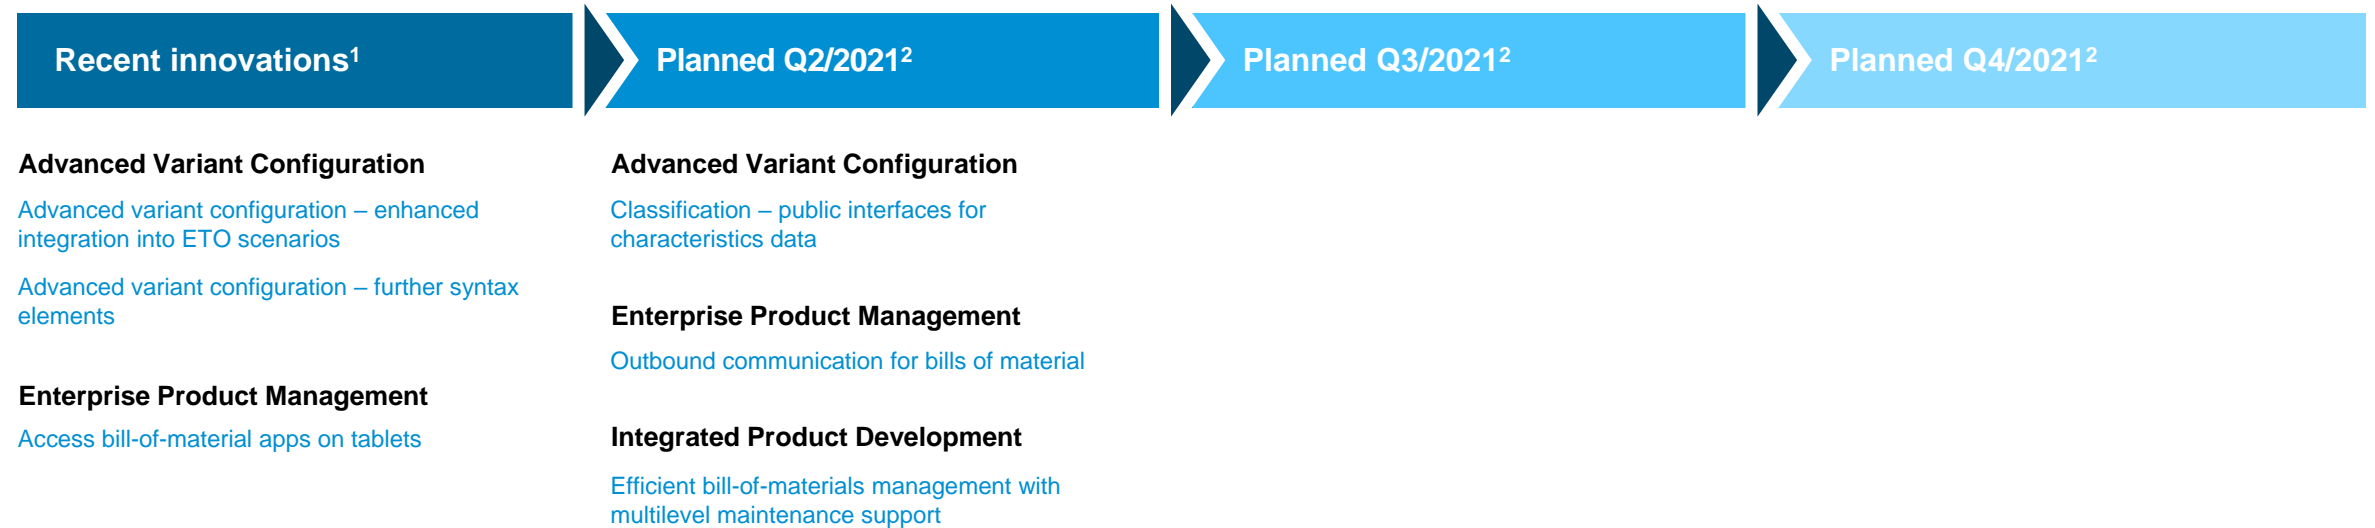 Recent innovations¹
Planned Q2/2021²
Planned Q3/2021²
Planned Q4/2021²
Advanced Variant Configuration
Advanced variant configuration – enhanced
integration into ETO scenarios
Advanced variant configuration – further syntax
elements
Enterprise Product Management
Access bill-of-material apps on tablets
Advanced Variant Configuration
Classification – public interfaces for
characteristics data
Enterprise Product Management
Outbound communication for bills of material
Integrated Product Development
Efficient bill-of-materials management with
multilevel maintenance support